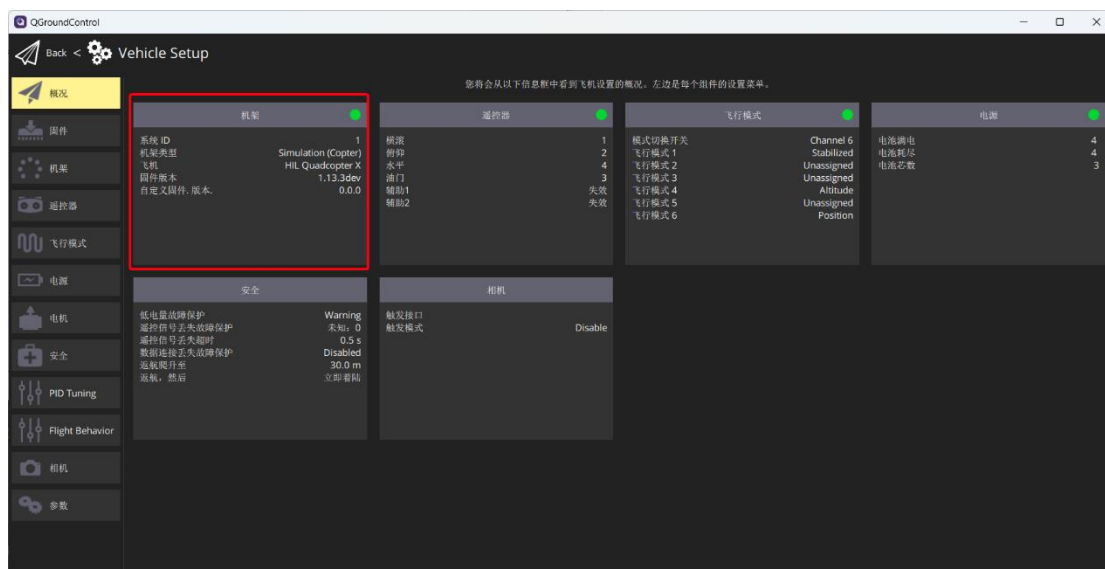 QGroundControl
Back < Vehicle Setup
您将会从以下信息框中看到飞机设置的概况。左边是每个组件的设置菜单。
概况
固件
机架
遥控器
飞行模式
电源
电机
安全
PID Tuning
Flight Behavior
相机
参数
机架
系统 ID 1
机架类型 Simulation (Copter)
飞机 HIL Quadcopter X
固件版本 1.13.3dev
自定义固件. 版本. 0.0.0
遥控器
横滚 1
俯仰 2
水平 4
油门 3
辅助1 失效
辅助2 失效
飞行模式
模式切换开关 Channel 6
飞行模式 1 Stabilized
飞行模式 2 Unassigned
飞行模式 3 Unassigned
飞行模式 4 Altitude
飞行模式 5 Unassigned
飞行模式 6 Position
电源
电池满电 4
电池耗尽 4
电池芯数 3
安全
低电量故障保护 Warning
遥控信号丢失故障保护 未知: 0
遥控信号丢失超时 0.5 s
数据连接丢失故障保护 Disabled
返航爬升至 30.0 m
返航, 然后 立即着陆
相机
触发接口
触发模式 Disable